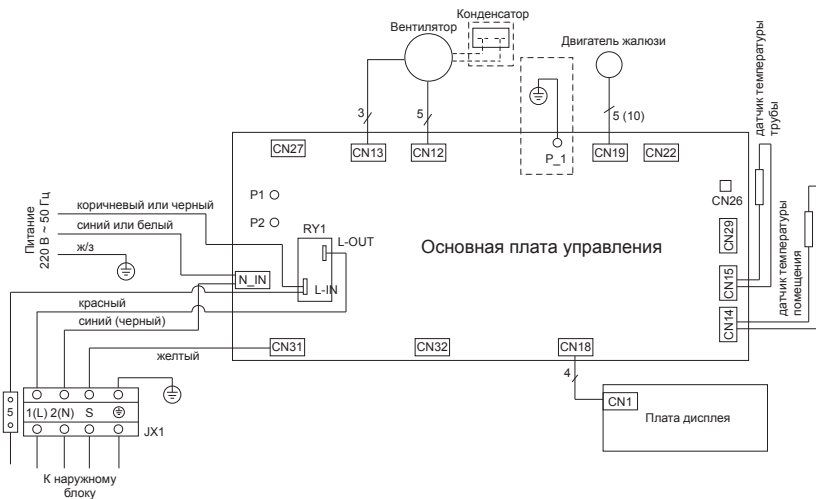 Конденсатор
Вентилятор
Двигатель жалюзи
датчик температуры
трубы
3
5
5 (10)
CN27
CN13
CN12
P_1
CN19
CN22
CN26
P1
P2
RY1
L-OUT
Основная плата управления
CN29
Питание
220 В ~ 50 Гц
коричневый или черный
синий или белый
ж/з
N_IN
L-IN
CN15
датчик температуры
помещения
CN14
красный
синий (черный)
желтый
CN31
CN32
CN18
4
CN1
Плата дисплея
5
1(L) 2(N) S
JX1
К наружному
блоку